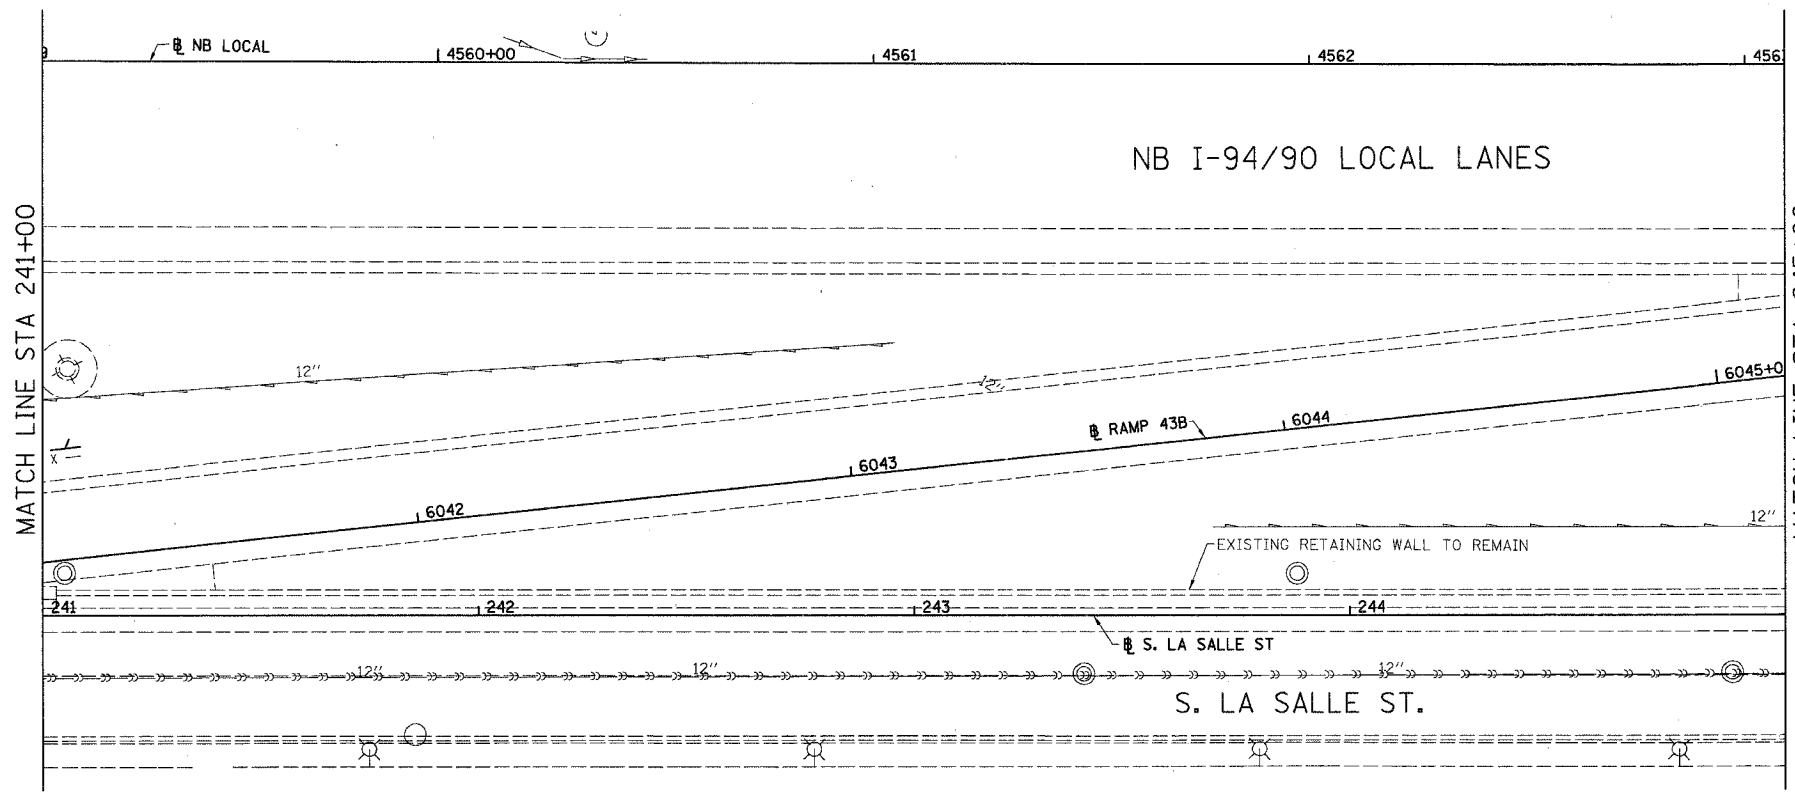 ℄ NB LOCAL
4560+00
4561
4562
NB I-94/90 LOCAL LANES
MATCH LINE STA 241+00
12"
12"
6045+0
℄ RAMP 43B
6044
6043
6042
12"
EXISTING RETAINING WALL TO REMAIN
241
242
243
244
℄ S. LA SALLE ST
12"
12"
12"
S. LA SALLE ST.
X